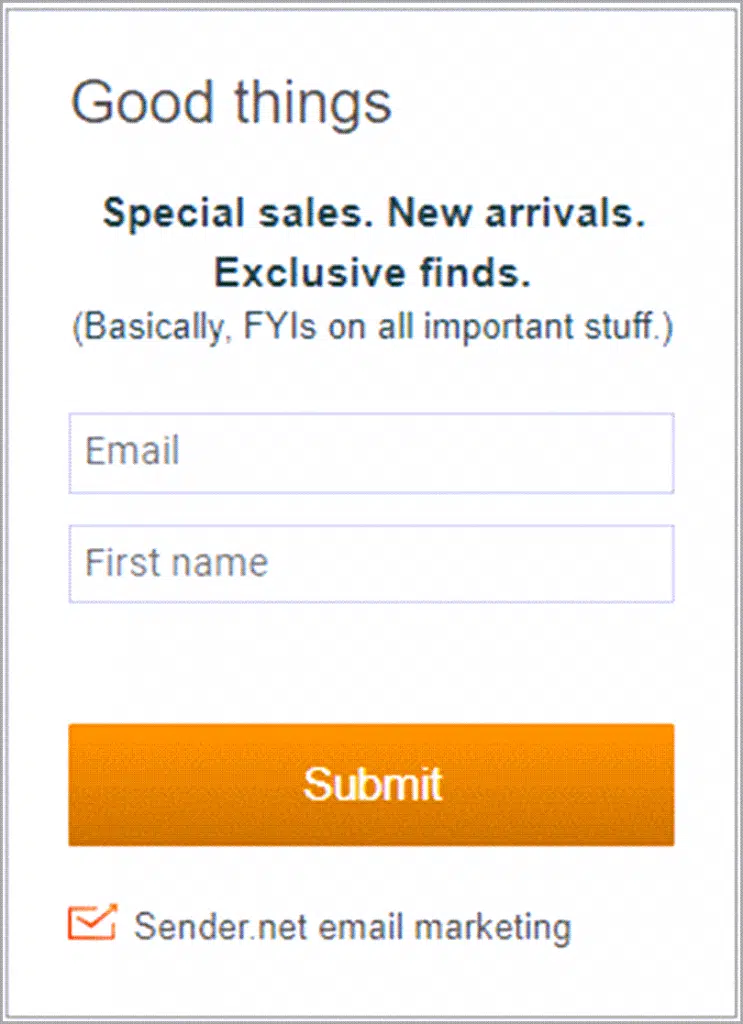 Good things
Special sales. New arrivals.
Exclusive finds.
(Basically, FYIs on all important stuff.)
Email
First name
Submit
Sender.net email marketing